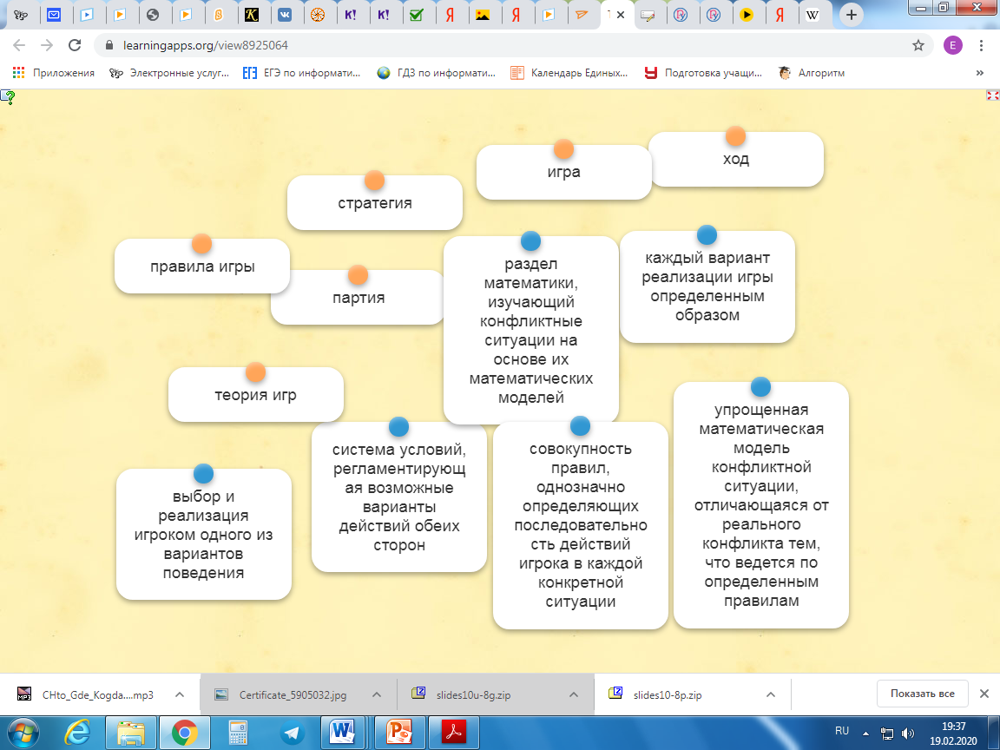 learningapps.org/view8925064
E
Приложения
Электронные услуг...
ЕГЭ по информати...
ГДЗ по информати...
Календарь Единых...
Подготовка учащи...
Алгоритм
»
ход
игра
стратегия
правила игры
партия
раздел
математики,
изучающий
конфликтные
ситуации на
основе их
математических
моделей
каждый вариант
реализации игры
определенным
образом
теория игр
упрощенная
математическая
модель
конфликтной
ситуации,
отличающаяся от
реального
конфликта тем,
что ведется по
определенным
правилам
система условий,
регламентирующ
ая возможные
варианты
действий обеих
сторон
совокупность
правил,
однозначно
определяющих
последовательно
сть действий
игрока в каждой
конкретной
ситуации
выбор и
реализация
игроком одного из
вариантов
поведения
CHto_Gde_Kogda....mp3
Certificate_5905032.jpg
slides10u-8g.zip
slides10-8p.zip
Показать все
RU
19:37
19.02.2020